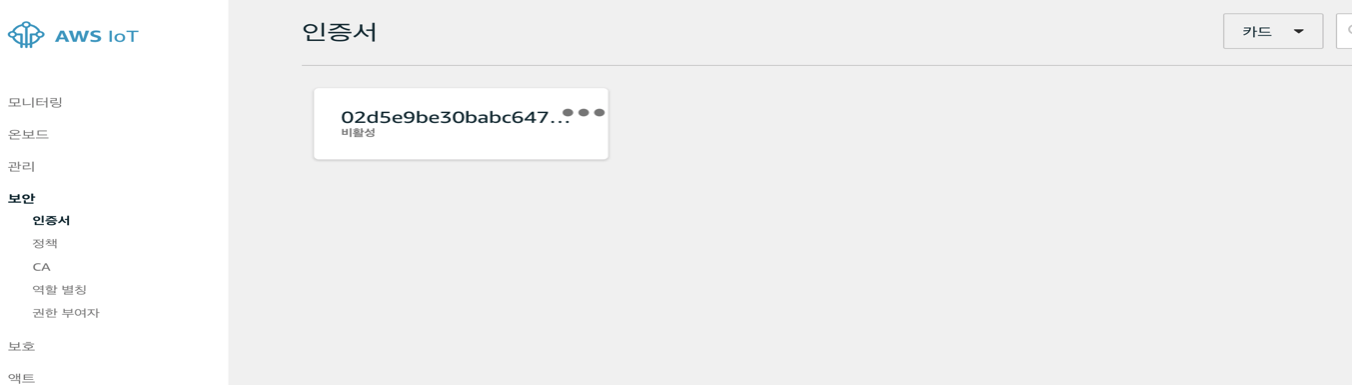 AWS IoT
모니터링
온보드
관리
보안
인증서
정책
CA
역할 별칭
권한 부여자
보호
액트
인증서
카드
02d5e9be30babc647...
비활성